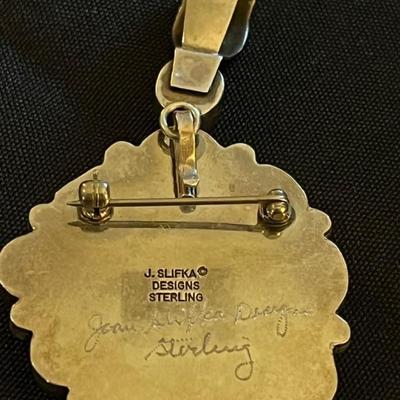 J. SLIFKA©
DESIGNS
STERLING
Joan Slifka Designs
Sterling